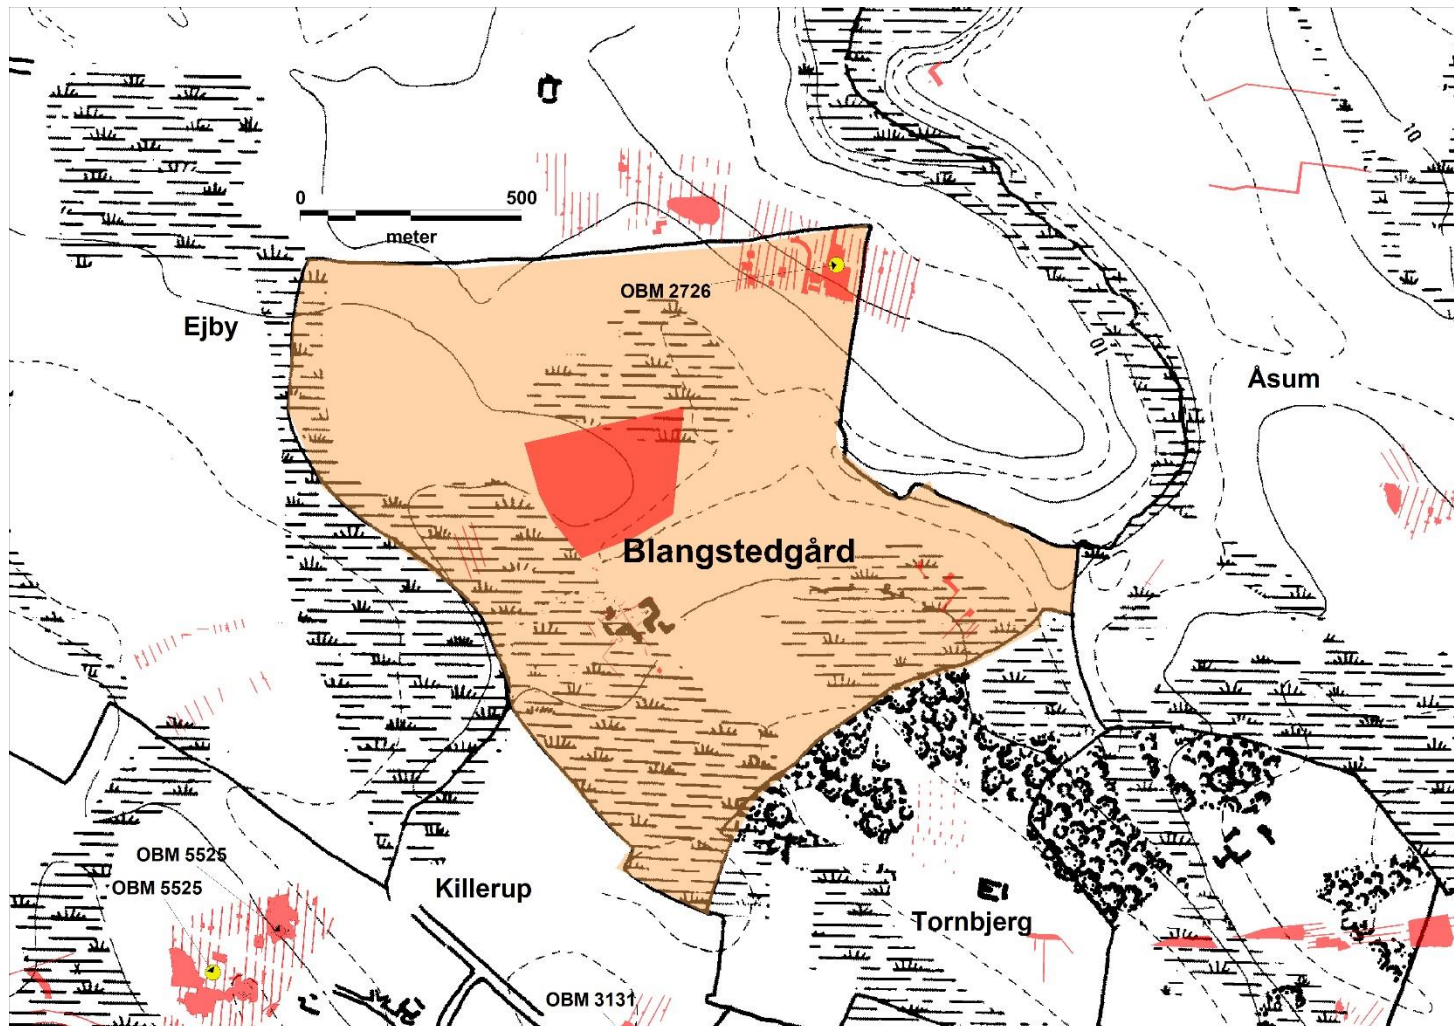 10
0 500
meter
OBM 2726
Ejby
10
Åsum
Blangstedgård
OBM 5525
OBM 5525
Killerup
Tornbjerg
OBM 3131